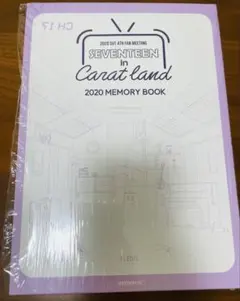 2020 SVT 4TH FAN MEETING
SEVENTEEN
in
Carat land
2020 MEMORY BOOK